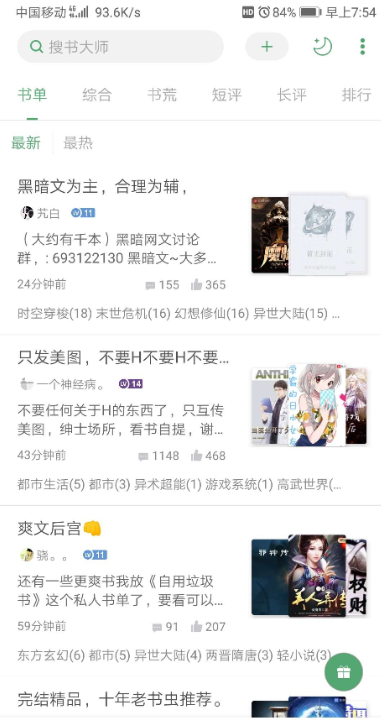 中国移动 93.6K/s HD 84% 早上7:54
搜书大师
书单 综合 书荒 短评 长评 排行
最新 最热
黑暗文为主，合理为辅，
艽白 LV11
（大约有千本）黑暗网文讨论
群，: 693122130 黑暗文~大多...
24分钟前 155 365
时空穿梭(18) 末世危机(16) 幻想修仙(16) 异世大陆(15) ...
只发美图，不要H不要H不要...
一个神经病。 LV14
不要任何关于H的东西了，只互传
美图，绅士场所，看书自提，谢...
43分钟前 1148 468
都市生活(5) 都市(3) 异术超能(1) 游戏系统(1) 高武世界(...
爽文后宫👊
骁。。 LV11
还有一些更爽书我放《自用垃圾
书》这个私人书单了，要看可以...
59分钟前 91 207
东方玄幻(6) 都市(5) 异世大陆(4) 两晋隋唐(3) 轻小说(3)
完结精品，十年老书虫推荐。